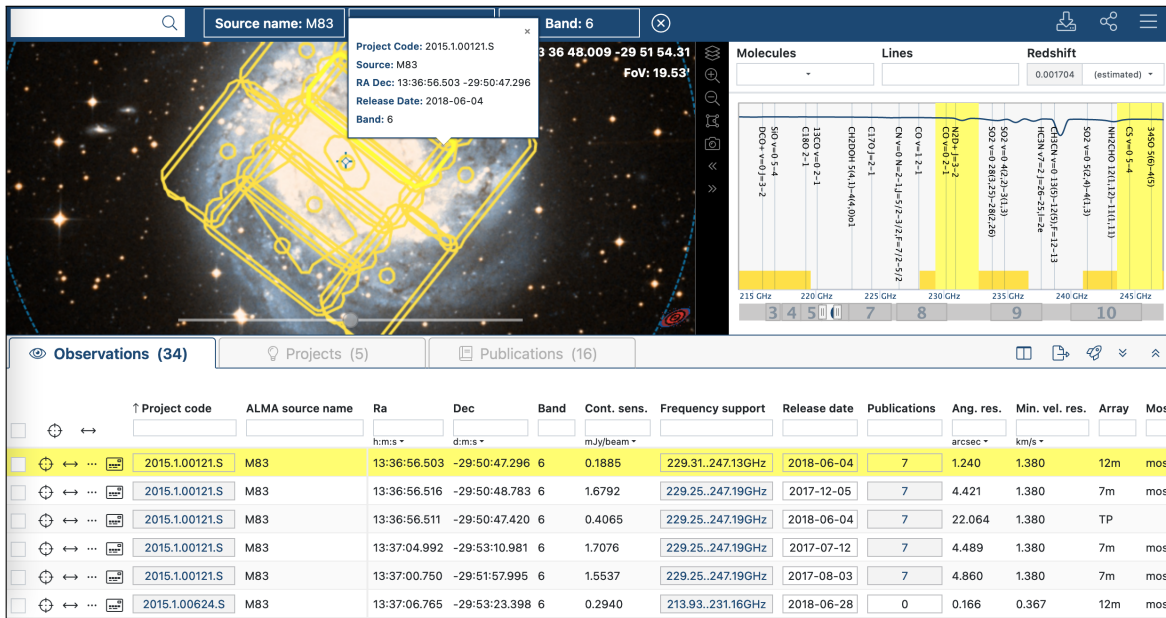 Source name: M83
Band: 6
×
Project Code: 2015.1.00121.S
Source: M83
RA Dec: 13:36:56.503 -29:50:47.296
Release Date: 2018-06-04
Band: 6
3 36 48.009 -29 51 54.31
FoV: 19.53'
Molecules Lines Redshift
0.001704 (estimated)
DCO+ v=0 J=3-2
SiO v=0 5-4
C18O 2-1
13CO v=0 2-1
CH2DOH 5(4,1)-4(4,0)o1
C17O J=2-1
CN v=0 N=2-1,J=5/2-3/2,F=7/2-5/2
CO v=1 2-1
CO v=0 2-1
N2D+ J=3-2
SO2 v=0 28(3,25)-28(2,26)
SO2 v=0 4(2,2)-3(1,3)
HC3N v7=2 J=26-25,l=2e
CH3CN v=0 13(5)-12(5),F=12-13
SO2 v=0 5(2,4)-4(1,3)
NH2CHO 12(1,12)-11(1,11)
CS v=0 5-4
34SO 5(6)-4(5)
215 GHz 220 GHz 225 GHz 230 GHz 235 GHz 240 GHz 245 GHz
3 4 5 7 8 9 10
Observations (34) Projects (5) Publications (16)
↑ Project code ALMA source name Ra Dec Band Cont. sens. Frequency support Release date Publications Ang. res. Min. vel. res. Array Mos
h:m:s d:m:s mJy/beam arcsec km/s
2015.1.00121.S M83 13:36:56.503 -29:50:47.296 6 0.1885 229.31..247.13GHz 2018-06-04 7 1.240 1.380 12m mos
2015.1.00121.S M83 13:36:56.516 -29:50:48.783 6 1.6792 229.25..247.19GHz 2017-12-05 7 4.421 1.380 7m mos
2015.1.00121.S M83 13:36:56.511 -29:50:47.420 6 0.4065 229.25..247.19GHz 2018-06-04 7 22.064 1.380 TP
2015.1.00121.S M83 13:37:04.992 -29:53:10.981 6 1.7076 229.25..247.19GHz 2017-07-12 7 4.489 1.380 7m mos
2015.1.00121.S M83 13:37:00.750 -29:51:57.995 6 1.5537 229.25..247.19GHz 2017-08-03 7 4.860 1.380 7m mos
2015.1.00624.S M83 13:37:06.765 -29:53:23.398 6 0.2940 213.93..231.16GHz 2018-06-28 0 0.166 0.367 12m mos